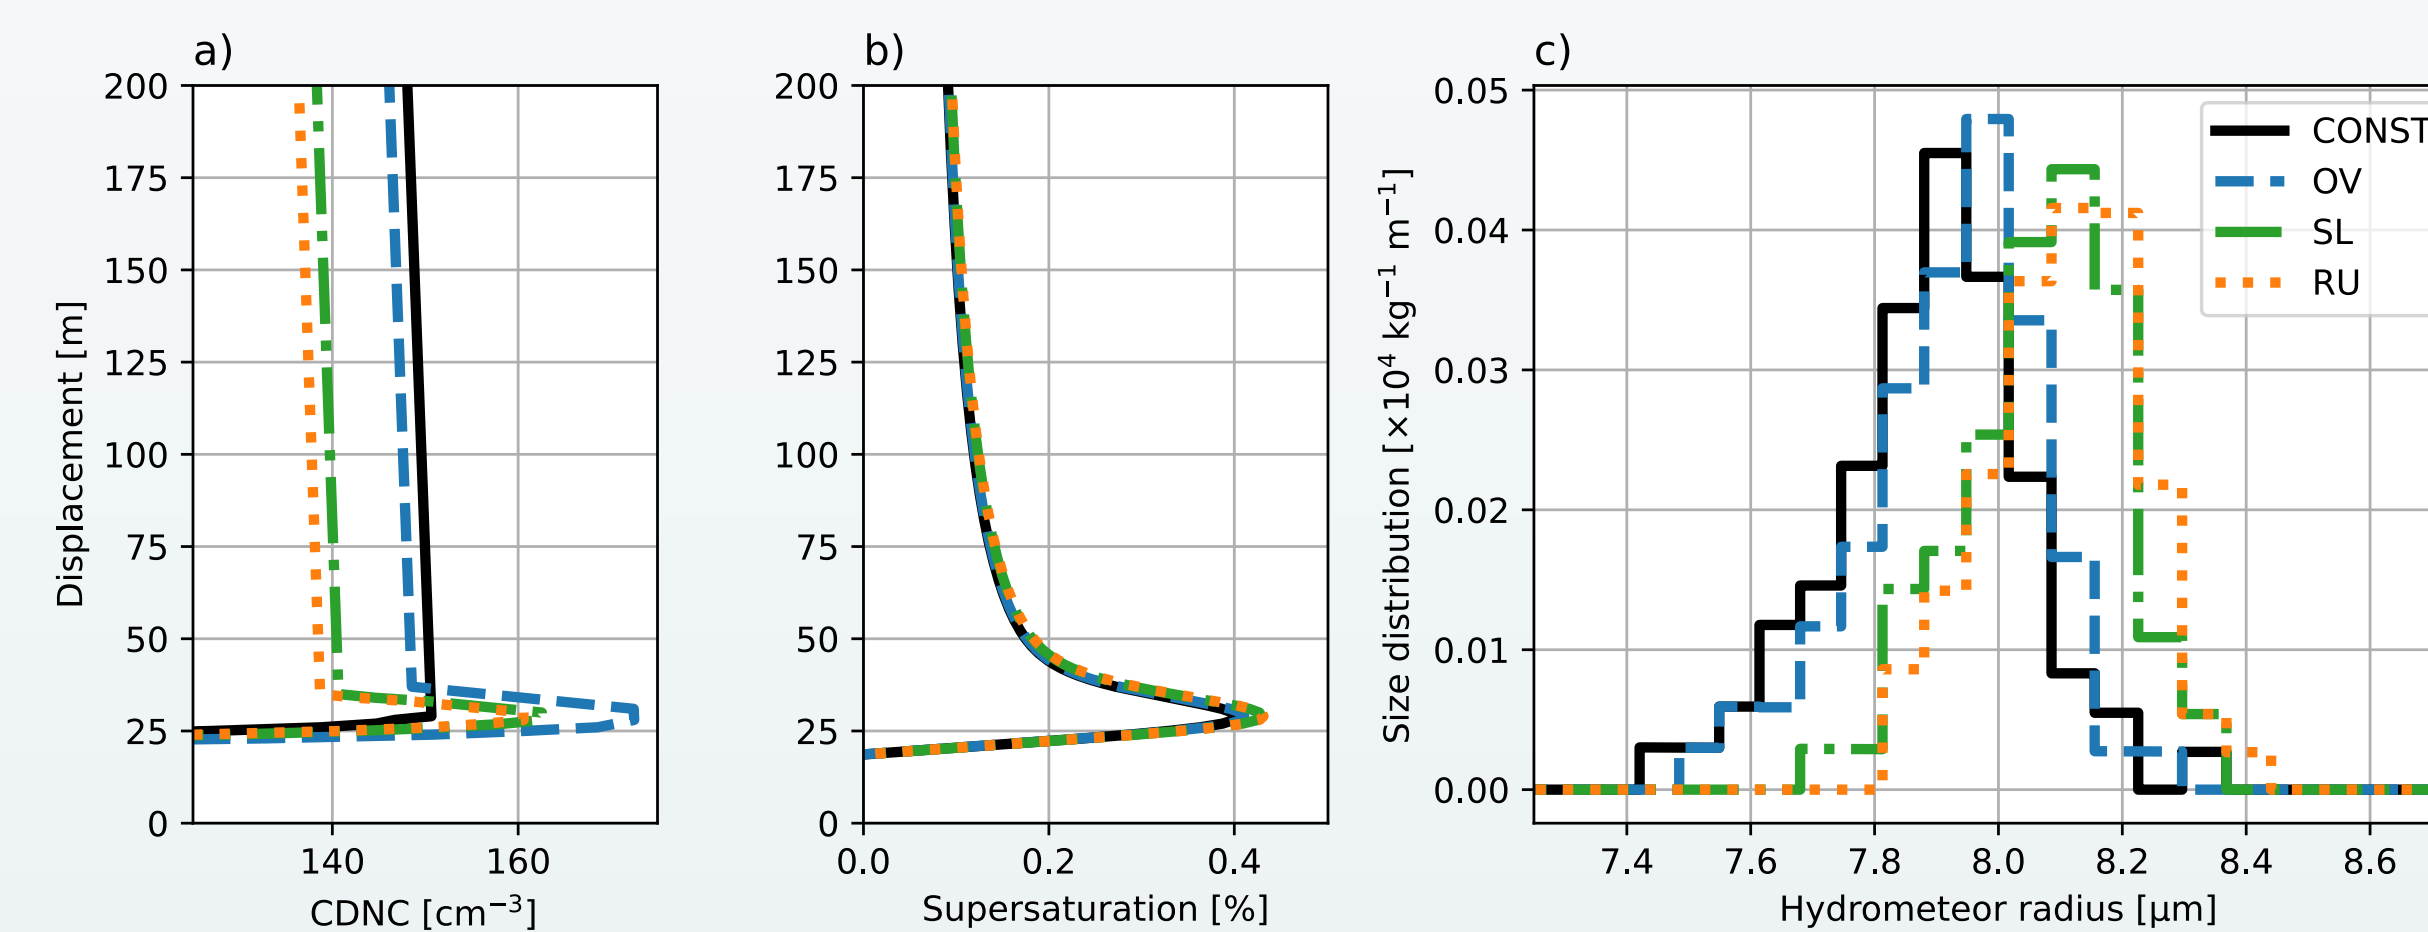 a)
200
175
150
125
100
75
50
25
0
Displacement [m]
140 160
CDNC [cm⁻³]
b)
200
175
150
125
100
75
50
25
0
0.0 0.2 0.4
Supersaturation [%]
c)
0.05
0.04
0.03
0.02
0.01
0.00
Size distribution [×10⁴ kg⁻¹ m⁻¹]
7.4 7.6 7.8 8.0 8.2 8.4 8.6
Hydrometeor radius [µm]
CONST
OV
SL
RU